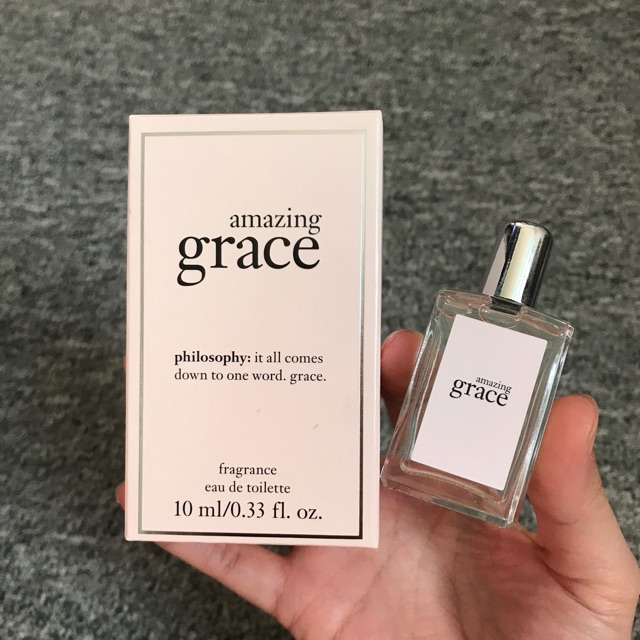 amazing
grace
philosophy: it all comes
down to one word. grace.
fragrance
eau de toilette
10 ml/0.33 fl. oz.
amazing
grace